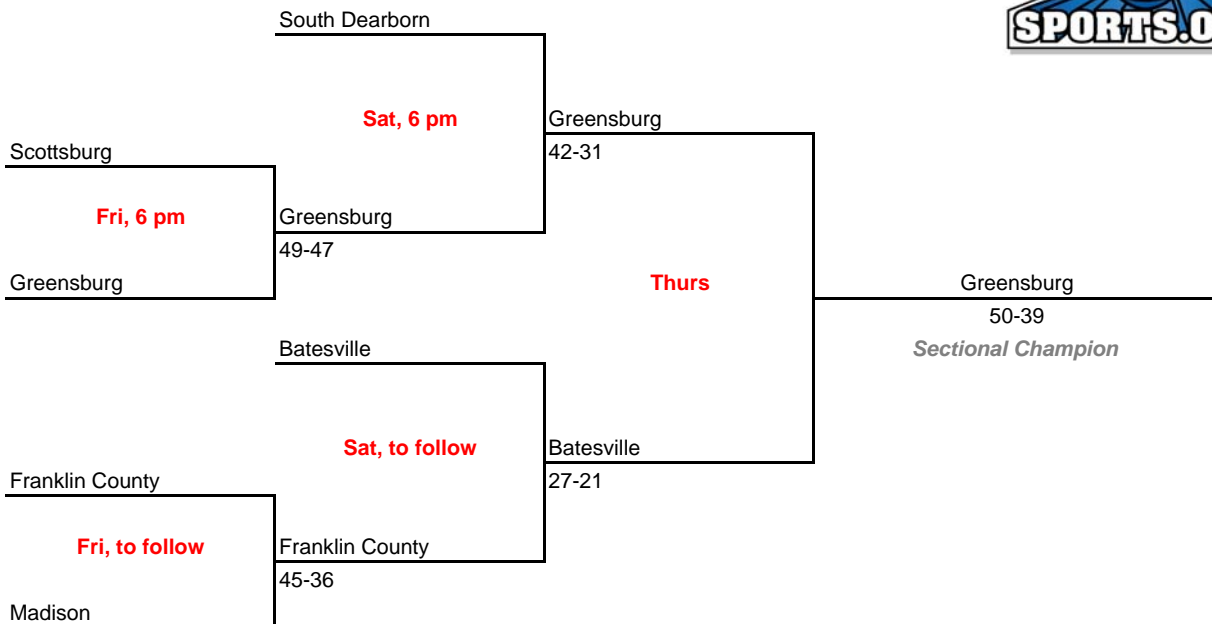 South Dearborn
SPORTS.O
Sat, 6 pm
Greensburg
Scottsburg
42-31
Fri, 6 pm
Greensburg
49-47
Greensburg
Thurs
Greensburg
50-39
Batesville
Sectional Champion
Sat, to follow
Batesville
Franklin County
27-21
Fri, to follow
Franklin County
45-36
Madison